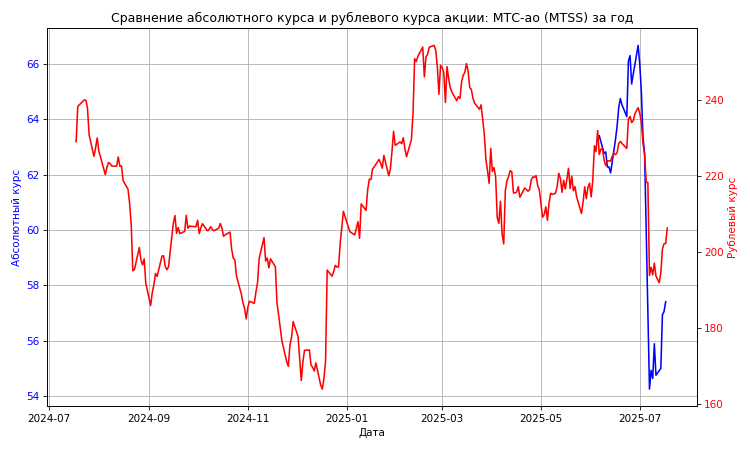 Сравнение абсолютного курса и рублевого курса акции: МТС-ао (MTSS) за год
Абсолютный курс
66
64
62
60
58
56
54
240
220
200
180
160
Рублевый курс
2024-07 2024-09 2024-11 2025-01 2025-03 2025-05 2025-07
Дата